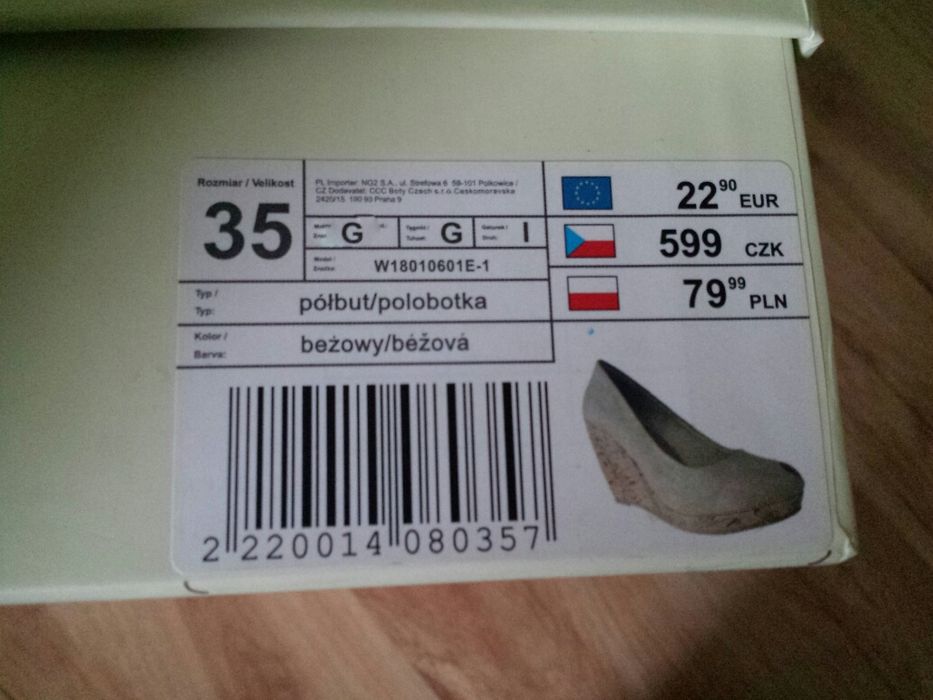 Rozmiar / Velikost
35
PL Importer: NG2 S.A., ul. Strefowa 6 59-101 Polkowice /
CZ Dodavatel: CCC Boty Czech s.r.o. Ceskomoravska
2420/15 190 93 Praha 9
G
G
I
Model /
W18010601E-1
Typ /
Typ:
półbut/polobotka
Kolor /
Barva:
beżowy/béžová
22 90 EUR
599 CZK
79 99 PLN
2 220014 080357